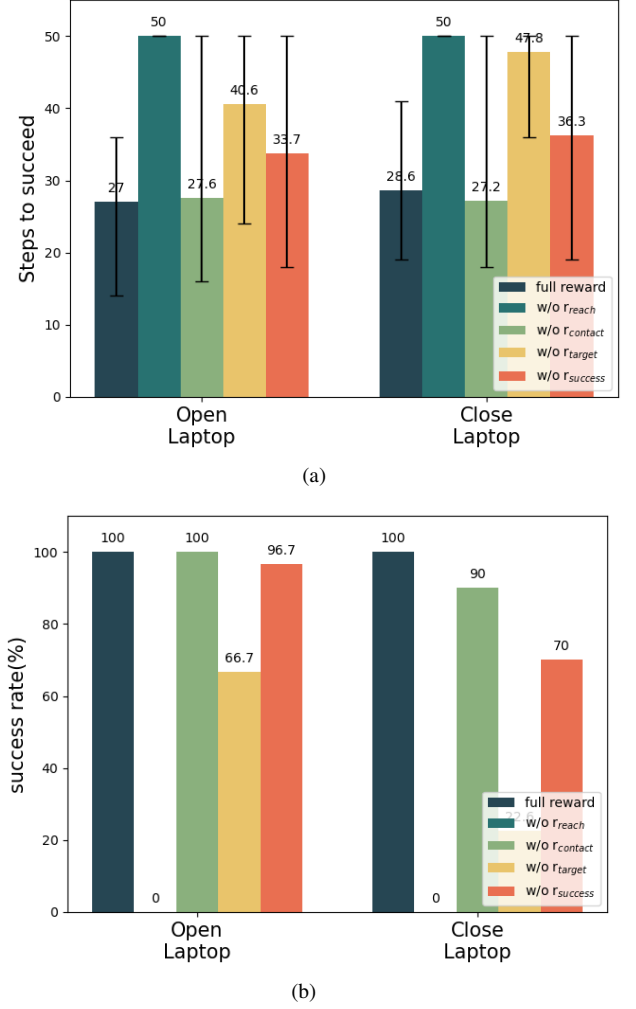 50
50
50
47.8
40.6
40
36.3
33.7
30
27
27.6
28.6
27.2
20
10
0
Steps to succeed
full reward
w/o r_reach
w/o r_contact
w/o r_target
w/o r_success
Open
Laptop
Close
Laptop
(a)
100
100
100
100
96.7
90
80
66.7
70
60
40
20
0
0
0
success rate(%)
full reward
w/o r_reach
w/o r_contact
w/o r_target
w/o r_success
Open
Laptop
Close
Laptop
(b)